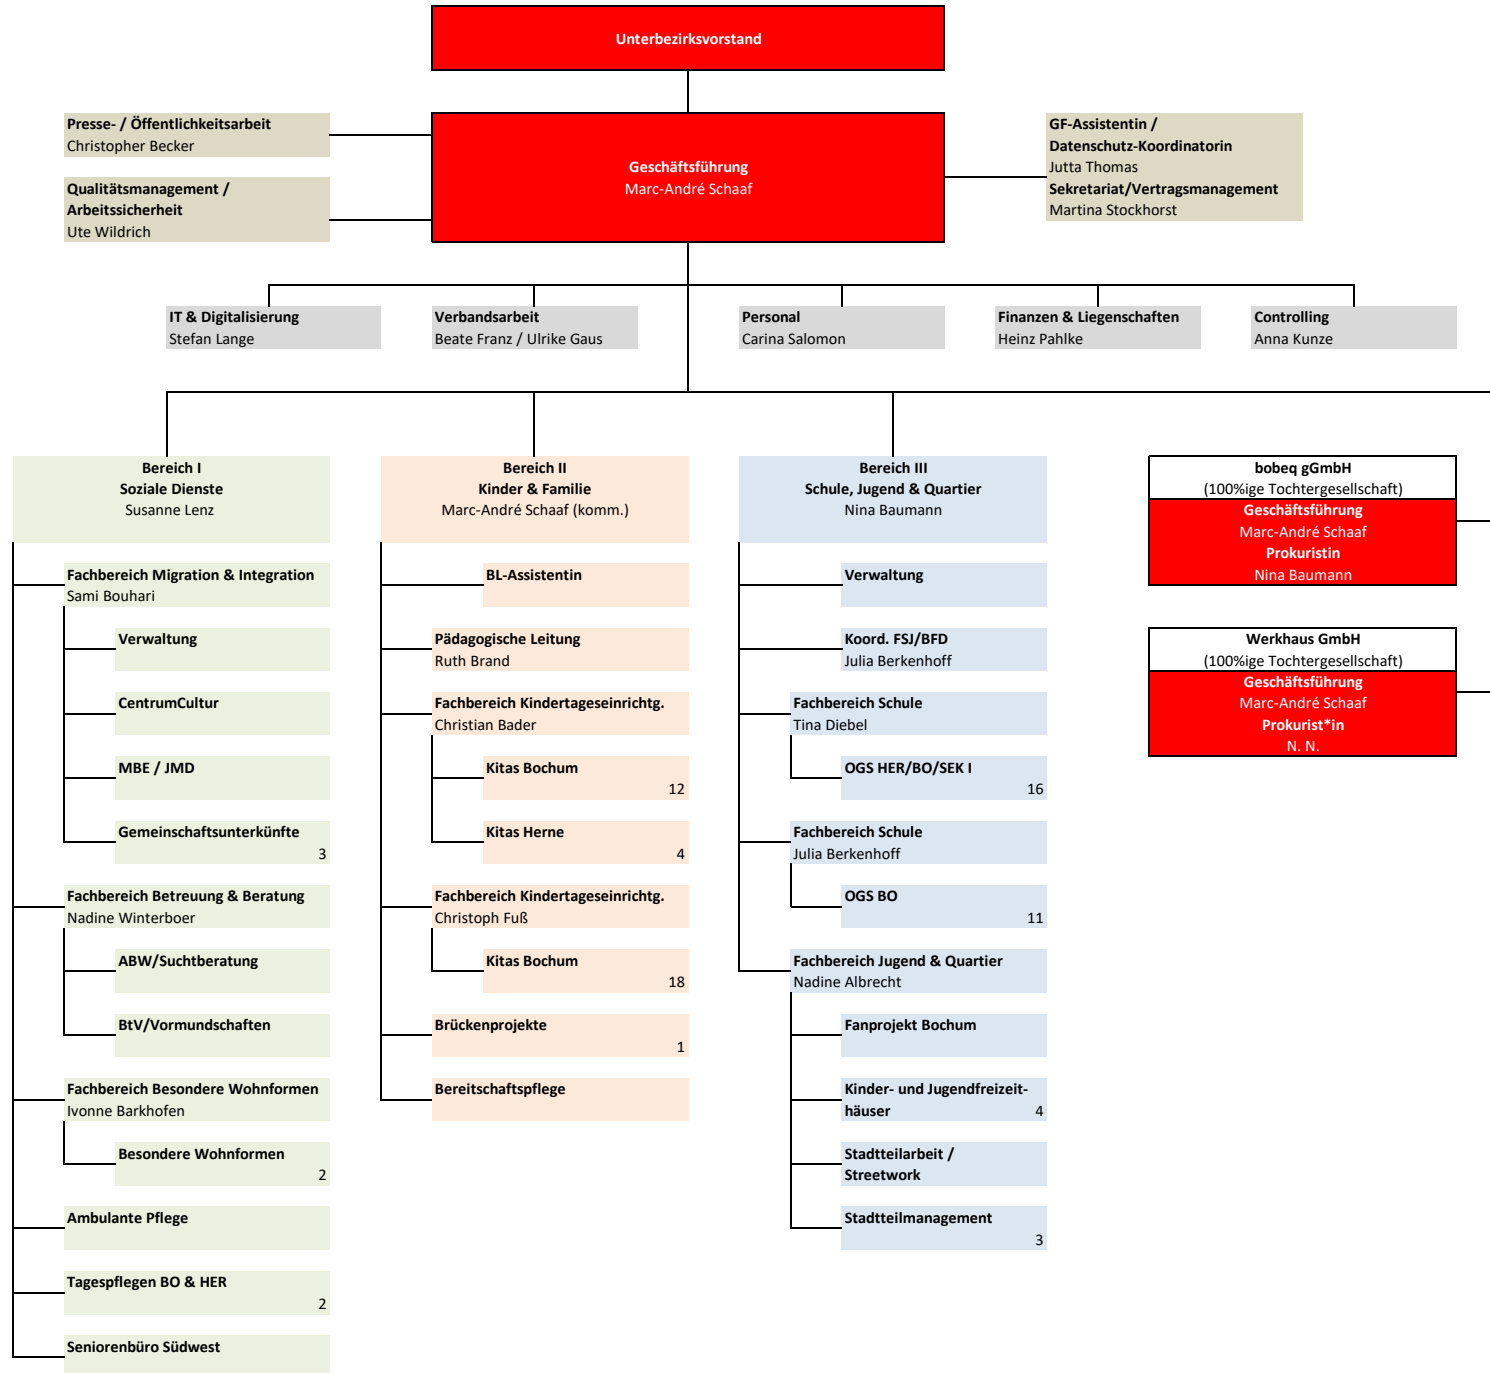 Unterbezirksvorstand
Presse- / Öffentlichkeitsarbeit
Christopher Becker
Qualitätsmanagement /
Arbeitssicherheit
Ute Wildrich
Geschäftsführung
Marc-André Schaaf
GF-Assistentin /
Datenschutz-Koordinatorin
Jutta Thomas
Sekretariat/Vertragsmanagement
Martina Stockhorst
IT & Digitalisierung
Stefan Lange
Verbandsarbeit
Beate Franz / Ulrike Gaus
Personal
Carina Salomon
Finanzen & Liegenschaften
Heinz Pahlke
Controlling
Anna Kunze
Bereich I
Soziale Dienste
Susanne Lenz
Fachbereich Migration & Integration
Sami Bouhari
Verwaltung
CentrumCultur
MBE / JMD
Gemeinschaftsunterkünfte
3
Fachbereich Betreuung & Beratung
Nadine Winterboer
ABW/Suchtberatung
BtV/Vormundschaften
Fachbereich Besondere Wohnformen
Ivonne Barkhofen
Besondere Wohnformen
2
Ambulante Pflege
Tagespflegen BO & HER
2
Seniorenbüro Südwest
Bereich II
Kinder & Familie
Marc-André Schaaf (komm.)
BL-Assistentin
Pädagogische Leitung
Ruth Brand
Fachbereich Kindertageseinrichtg.
Christian Bader
Kitas Bochum
12
Kitas Herne
4
Fachbereich Kindertageseinrichtg.
Christoph Fuß
Kitas Bochum
18
Brückenprojekte
1
Bereitschaftspflege
Bereich III
Schule, Jugend & Quartier
Nina Baumann
Verwaltung
Koord. FSJ/BFD
Julia Berkenhoff
Fachbereich Schule
Tina Diebel
OGS HER/BO/SEK I
16
Fachbereich Schule
Julia Berkenhoff
OGS BO
11
Fachbereich Jugend & Quartier
Nadine Albrecht
Fanprojekt Bochum
Kinder- und Jugendfreizeit-
häuser 4
Stadtteilarbeit /
Streetwork
Stadtteilmanagement
3
bobeq gGmbH
(100%ige Tochtergesellschaft)
Geschäftsführung
Marc-André Schaaf
Prokuristin
Nina Baumann
Werkhaus GmbH
(100%ige Tochtergesellschaft)
Geschäftsführung
Marc-André Schaaf
Prokurist*in
N. N.